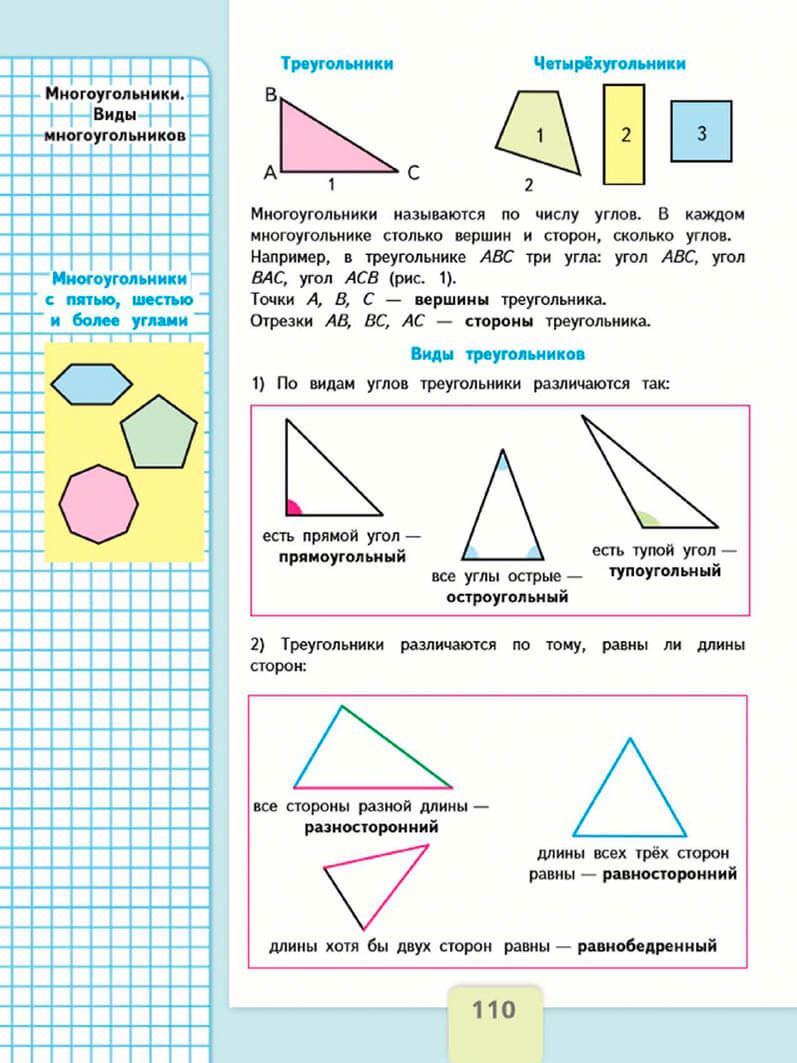 Многоугольники.
Виды
многоугольников
Многоугольники
с пятью, шестью
и более углами
Треугольники
Четырёхугольники
B
A
C
1
1
2
3
2
Многоугольники называются по числу углов. В каждом
многоугольнике столько вершин и сторон, сколько углов.
Например, в треугольнике ABC три угла: угол ABC, угол
BAC, угол ACB (рис. 1).
Точки A, B, C — вершины треугольника.
Отрезки AB, BC, AC — стороны треугольника.
Виды треугольников
1) По видам углов треугольники различаются так:
есть прямой угол —
прямоугольный
все углы острые —
остроугольный
есть тупой угол —
тупоугольный
2) Треугольники различаются по тому, равны ли длины
сторон:
все стороны разной длины —
разносторонний
длины всех трёх сторон
равны — равносторонний
длины хотя бы двух сторон равны — равнобедренный
110